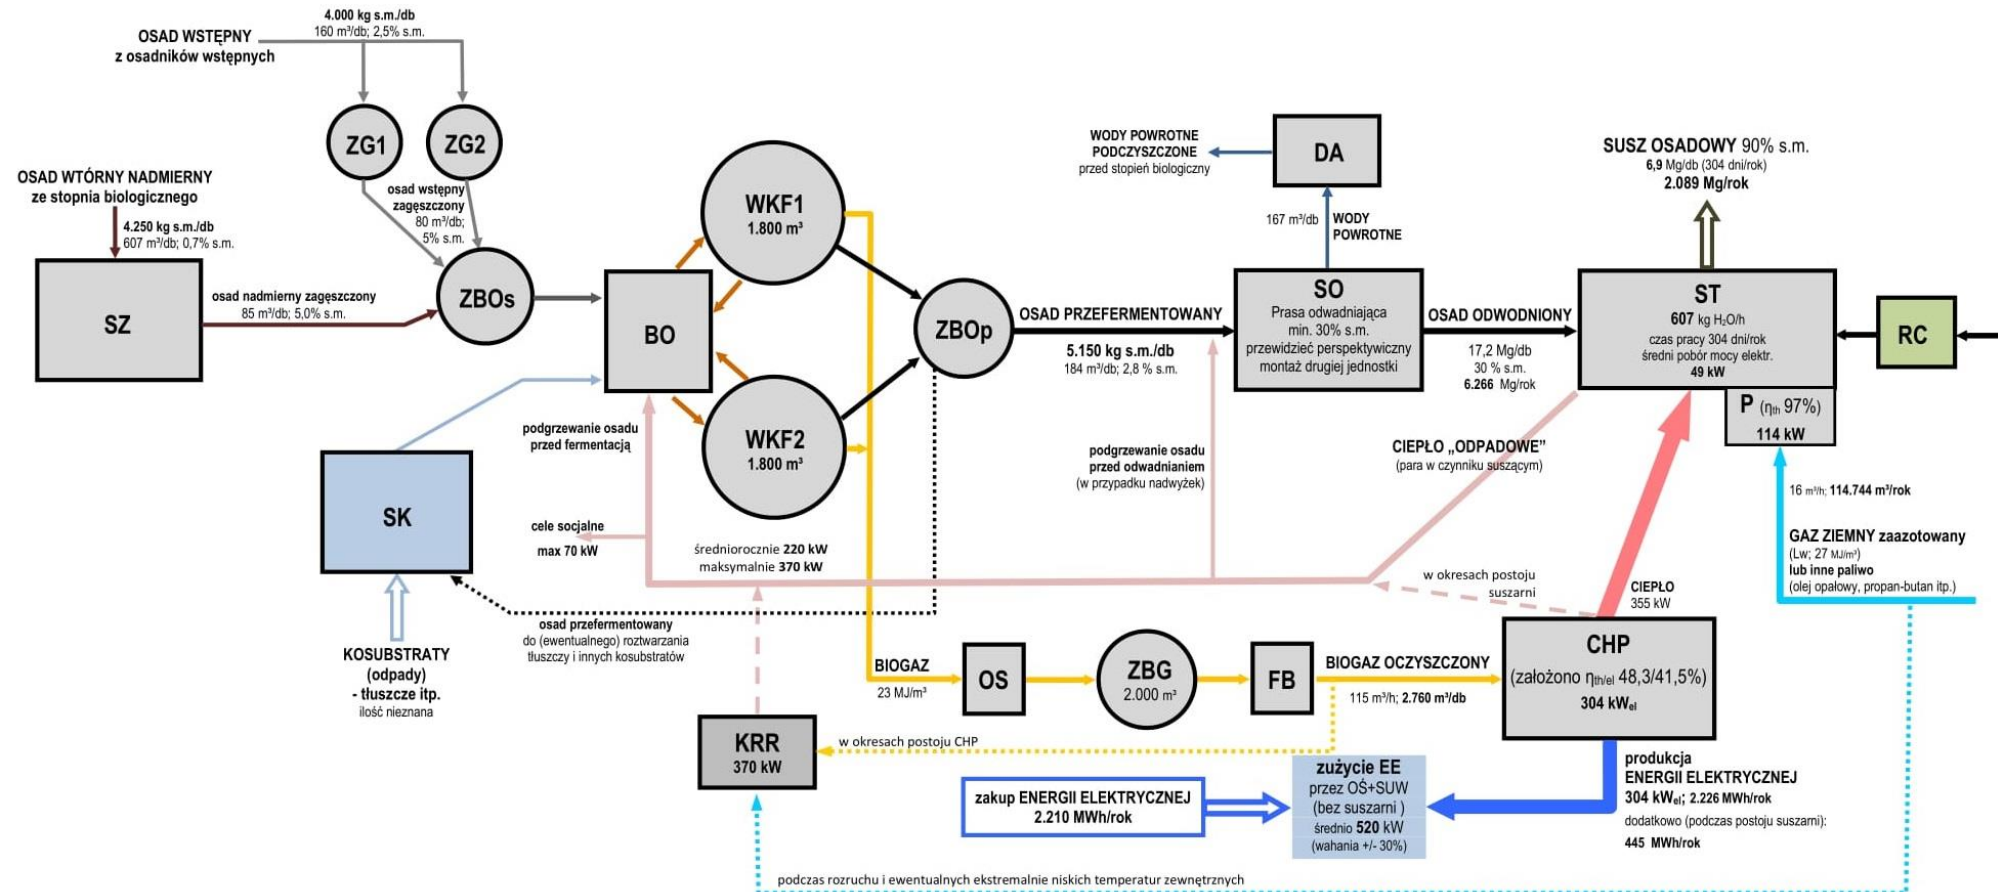 4.000 kg s.m./db
160 m³/db; 2,5% s.m.
OSAD WSTĘPNY
z osadników wstępnych
ZG1
ZG2
OSAD WTÓRNY NADMIERNY
ze stopnia biologicznego
4.250 kg s.m./db
607 m³/db; 0,7% s.m.
osad wstępny
zagęszczony
80 m³/db;
5% s.m.
SZ
osad nadmierny zagęszczony
85 m³/db; 5,0% s.m.
ZBOs
BO
WKF1
1.800 m³
WKF2
1.800 m³
ZBOp
OSAD PRZEFERMENTOWANY
5.150 kg s.m./db
184 m³/db; 2,8 % s.m.
WODY POWROTNE
PODCZYSZCZONE
przed stopień biologiczny
DA
167 m³/db
WODY
POWROTNE
SO
Prasa odwadniająca
min. 30% s.m.
przewidzieć perspektywiczny
montaż drugiej jednostki
OSAD ODWODNIONY
17,2 Mg/db
30 % s.m.
6.266 Mg/rok
SUSZ OSADOWY 90% s.m.
6,9 Mg/db (304 dni/rok)
2.089 Mg/rok
ST
607 kg H₂O/h
czas pracy 304 dni/rok
średni pobór mocy elektr.
49 kW
RC
P (ηth 97%)
114 kW
podgrzewanie osadu
przed fermentacją
SK
cele socjalne
max 70 kW
średniorocznie 220 kW
maksymalnie 370 kW
podgrzewanie osadu
przed odwadnianiem
(w przypadku nadwyżek)
CIEPŁO „ODPADOWE”
(para w czynniku suszącym)
16 m³/h; 114.744 m³/rok
GAZ ZIEMNY zaazotowany
(Lw; 27 MJ/m³)
lub inne paliwo
(olej opałowy, propan-butan itp.)
w okresach postoju
suszarni
CIEPŁO
355 kW
KOSUBSTRATY
(odpady)
- tłuszcze itp.
ilość nieznana
osad przefermentowany
do (ewentualnego) roztwarzania
tłuszczy i innych kosubstratów
BIOGAZ
23 MJ/m³
OS
ZBG
2.000 m³
FB
BIOGAZ OCZYSZCZONY
115 m³/h; 2.760 m³/db
CHP
(założono ηth/el 48,3/41,5%)
304 kWel
KRR
370 kW
w okresach postoju CHP
zakup ENERGII ELEKTRYCZNEJ
2.210 MWh/rok
zużycie EE
przez OŚ+SUW
(bez suszarni )
średnio 520 kW
(wahania +/- 30%)
produkcja
ENERGII ELEKTRYCZNEJ
304 kWel; 2.226 MWh/rok
dodatkowo (podczas postoju suszarni):
445 MWh/rok
podczas rozruchu i ewentualnych ekstremalnie niskich temperatur zewnętrznych